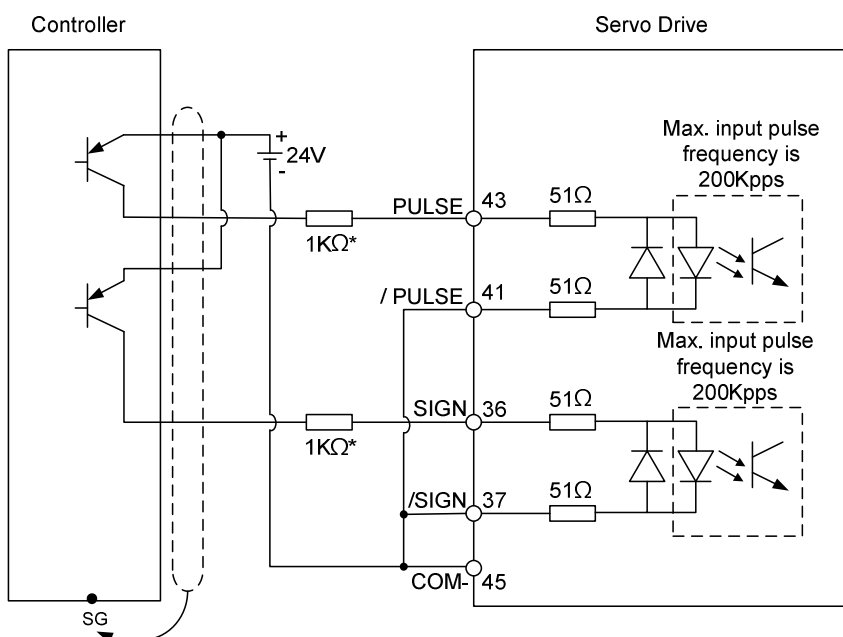 Controller
Servo Drive
+
24V
-
Max. input pulse
frequency is
200Kpps
PULSE
43
51Ω
1KΩ*
/ PULSE
41
51Ω
Max. input pulse
frequency is
200Kpps
SIGN
36
51Ω
1KΩ*
/SIGN
37
51Ω
COM-
45
SG